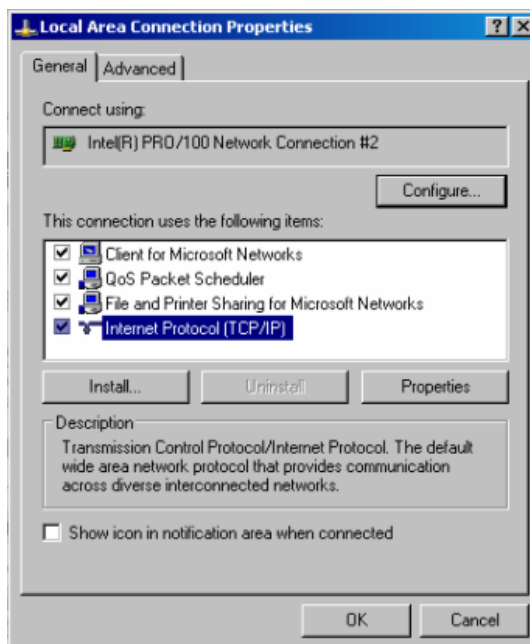 Local Area Connection Properties
General Advanced
Connect using:
Intel(R) PRO/100 Network Connection #2
Configure...
This connection uses the following items:
Client for Microsoft Networks
QoS Packet Scheduler
File and Printer Sharing for Microsoft Networks
Internet Protocol (TCP/IP)
Install... Uninstall Properties
Description
Transmission Control Protocol/Internet Protocol. The default
wide area network protocol that provides communication
across diverse interconnected networks.
Show icon in notification area when connected
OK Cancel